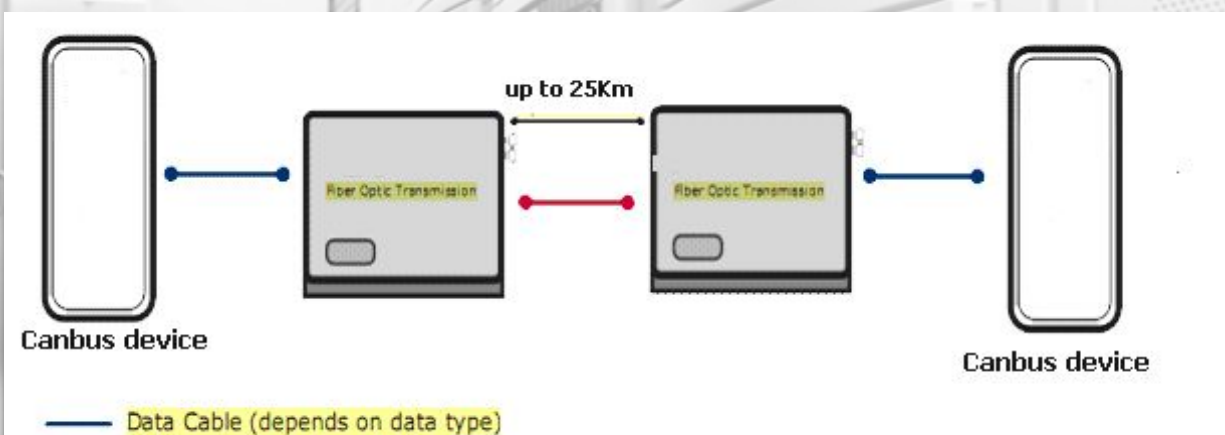 up to 25Km
Fiber Optic Transmission
Fiber Optic Transmission
Canbus device
Canbus device
Data Cable (depends on data type)